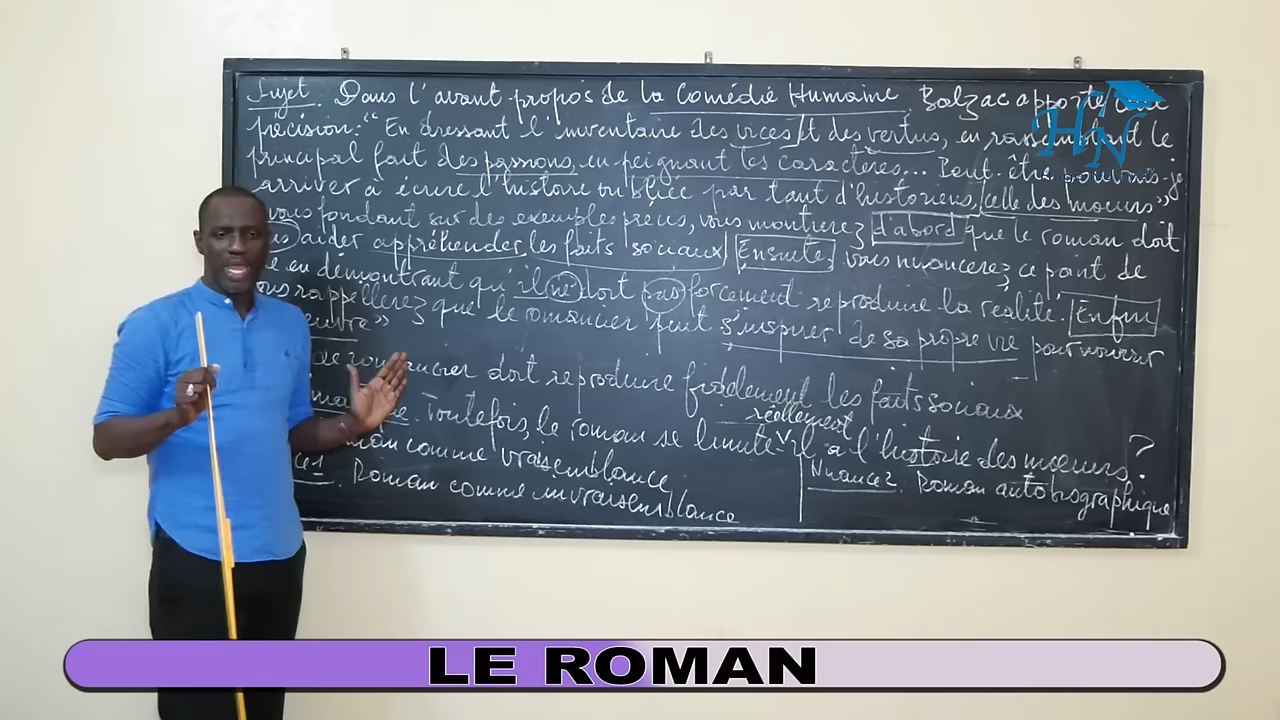 Sujet. Dans l'avant-propos de la Comédie Humaine, Balzac apporte cette
précision: "En dressant l'inventaire des vices et des vertus, en rassemblant le
principal fait des passions, en peignant les caractères... Peut-être pouvais-je
arriver à écrire l'histoire oubliée par tant d'historiens, celle des moeurs"
vous fondant sur des exemples précis, vous montrerez d'abord que le roman doit
aider appréhender les faits sociaux. Ensuite, vous nuancerez ce point de
en démontrant qu'il ne doit pas forcément reproduire la réalité. Enfin
rappellerez que le romancier peut s'inspirer de sa propre vie pour nourrir
oeuvre"
romancier doit reproduire fidèlement les faits sociaux
Toutefois, le roman se limite-il réellement à l'histoire des moeurs?
comme vraisemblance
Roman comme invraisemblance
Nuance 2. Roman autobiographique
HN
LE ROMAN